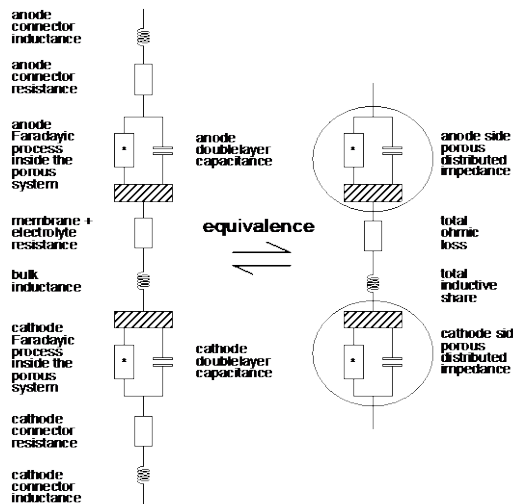 anode
connector
inductance
anode
connector
resistance
anode
Faradayic
process
inside the
porous
system
anode
doublelayer
capacitance
membrane +
electrolyte
resistance
bulk
inductance
cathode
Faradayic
process
inside the
porous
system
cathode
doublelayer
capacitance
cathode
connector
resistance
cathode
connector
inductance
equivalence
anode side
porous
distributed
impedance
total
ohmic
loss
total
inductive
share
cathode sid
porous
distributed
impedance
*
*
*
*